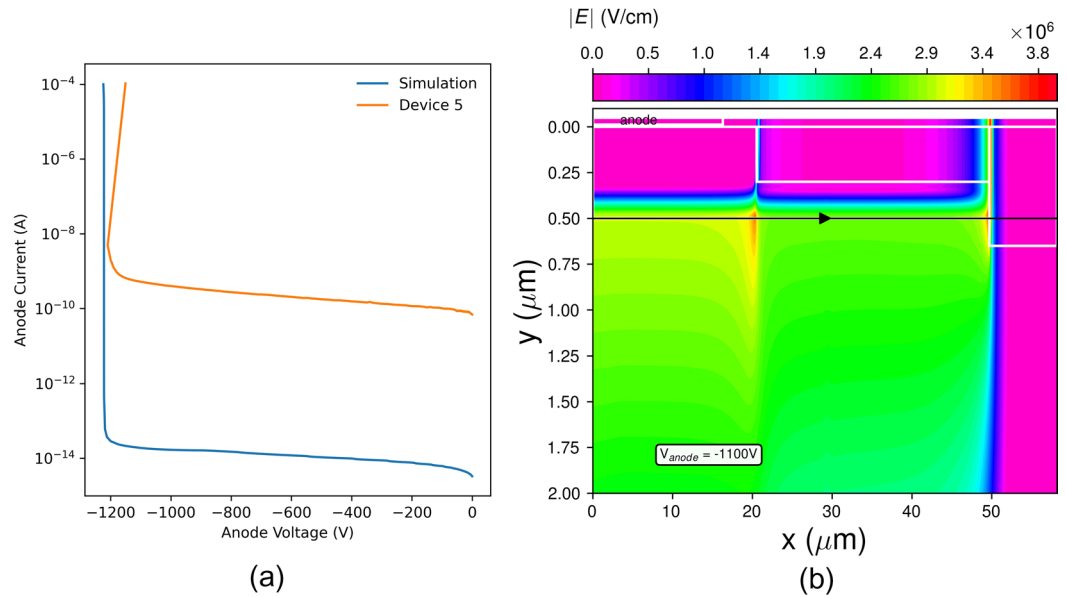 |E| (V/cm)
×10⁶
0.0 0.5 1.0 1.4 1.9 2.4 2.9 3.4 3.8
10⁻⁴
10⁻⁶
10⁻⁸
10⁻¹⁰
10⁻¹²
10⁻¹⁴
Anode Current (A)
Simulation
Device 5
−1200 −1000 −800 −600 −400 −200 0
Anode Voltage (V)
(a)
anode
0.00
0.25
0.50
0.75
1.00
1.25
1.50
1.75
2.00
y (μm)
Vanode = -1100V
0 10 20 30 40 50
x (μm)
(b)